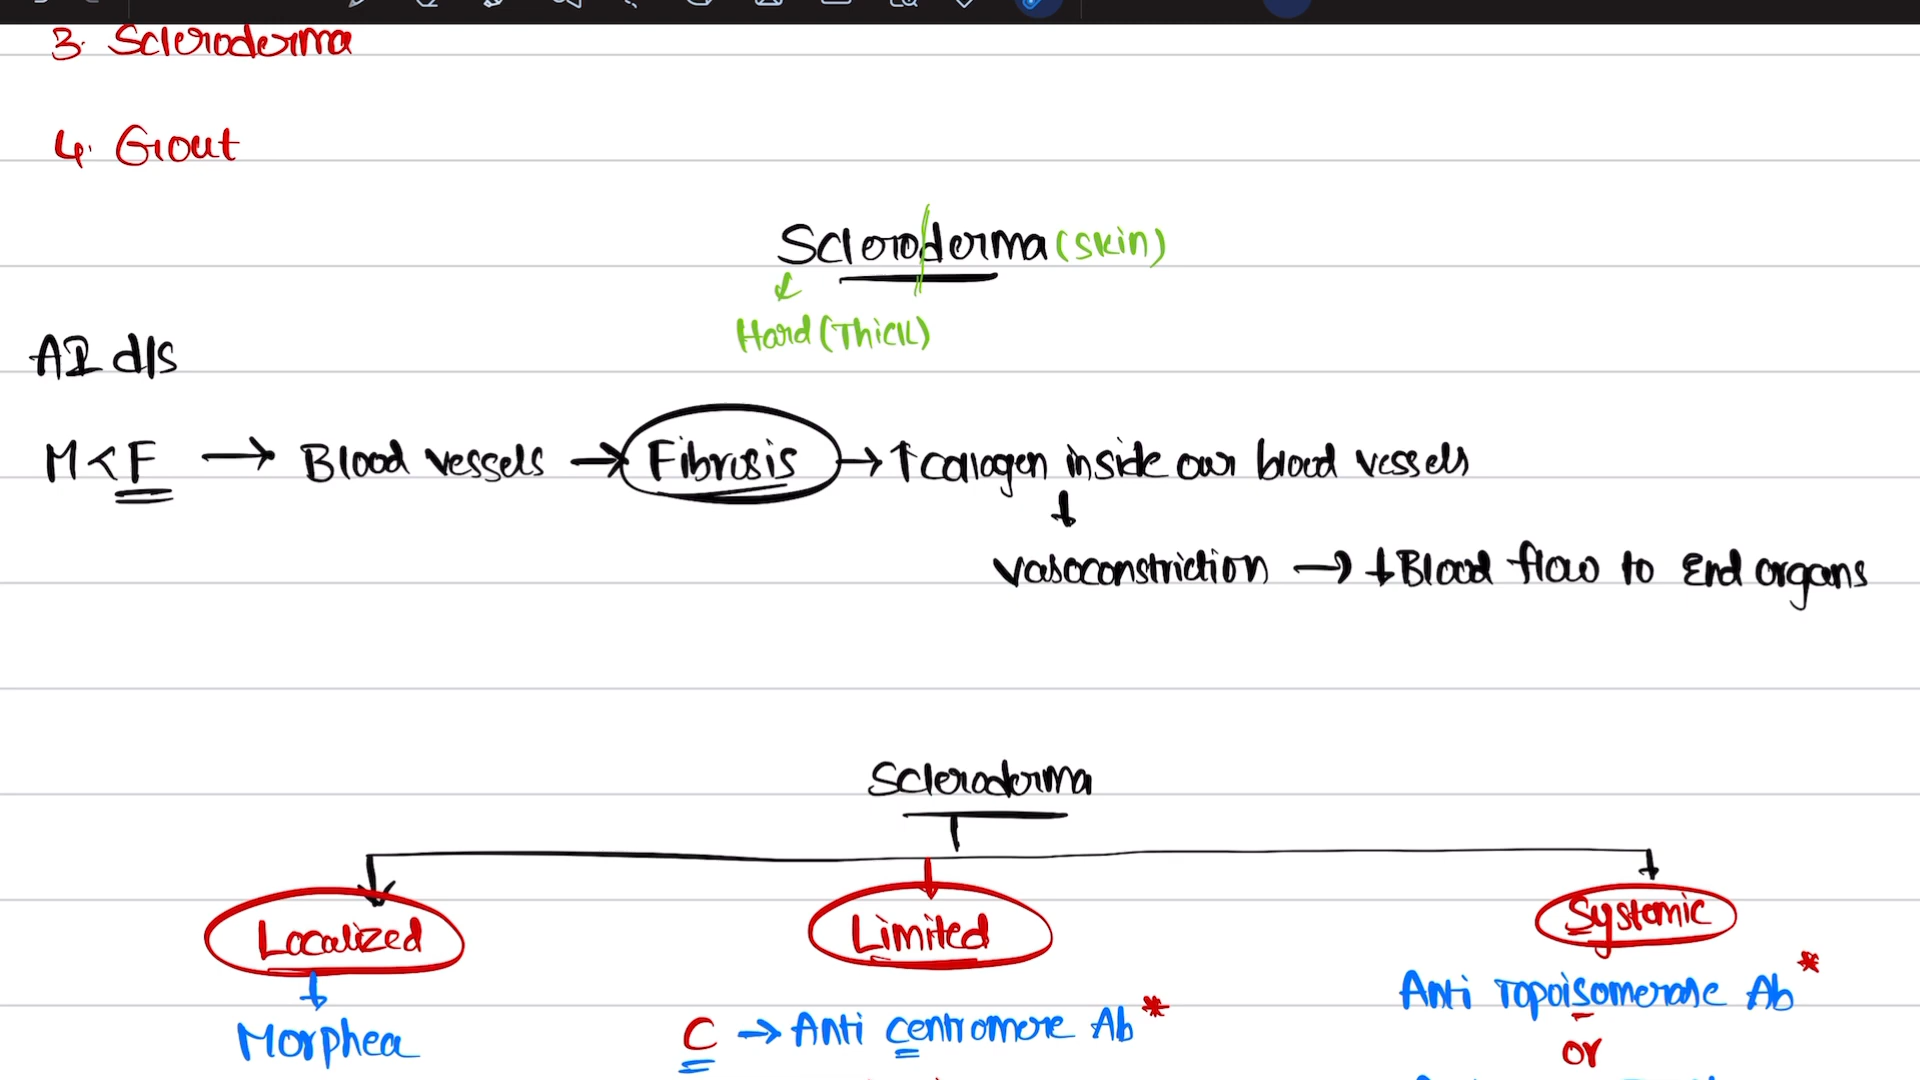 3. Scleroderma
4. Gout
Scleroderma (skin)
Hard (Thick)
AI d/s
M < F → Blood vessels → Fibrosis → ↑ collagen inside our blood vessels
↓
vasoconstriction → ↓ Blood flow to End organs
Scleroderma
Localized Limited Systemic
↓
Morphea
C → Anti centromere Ab *
Anti Topoisomerase Ab *
or